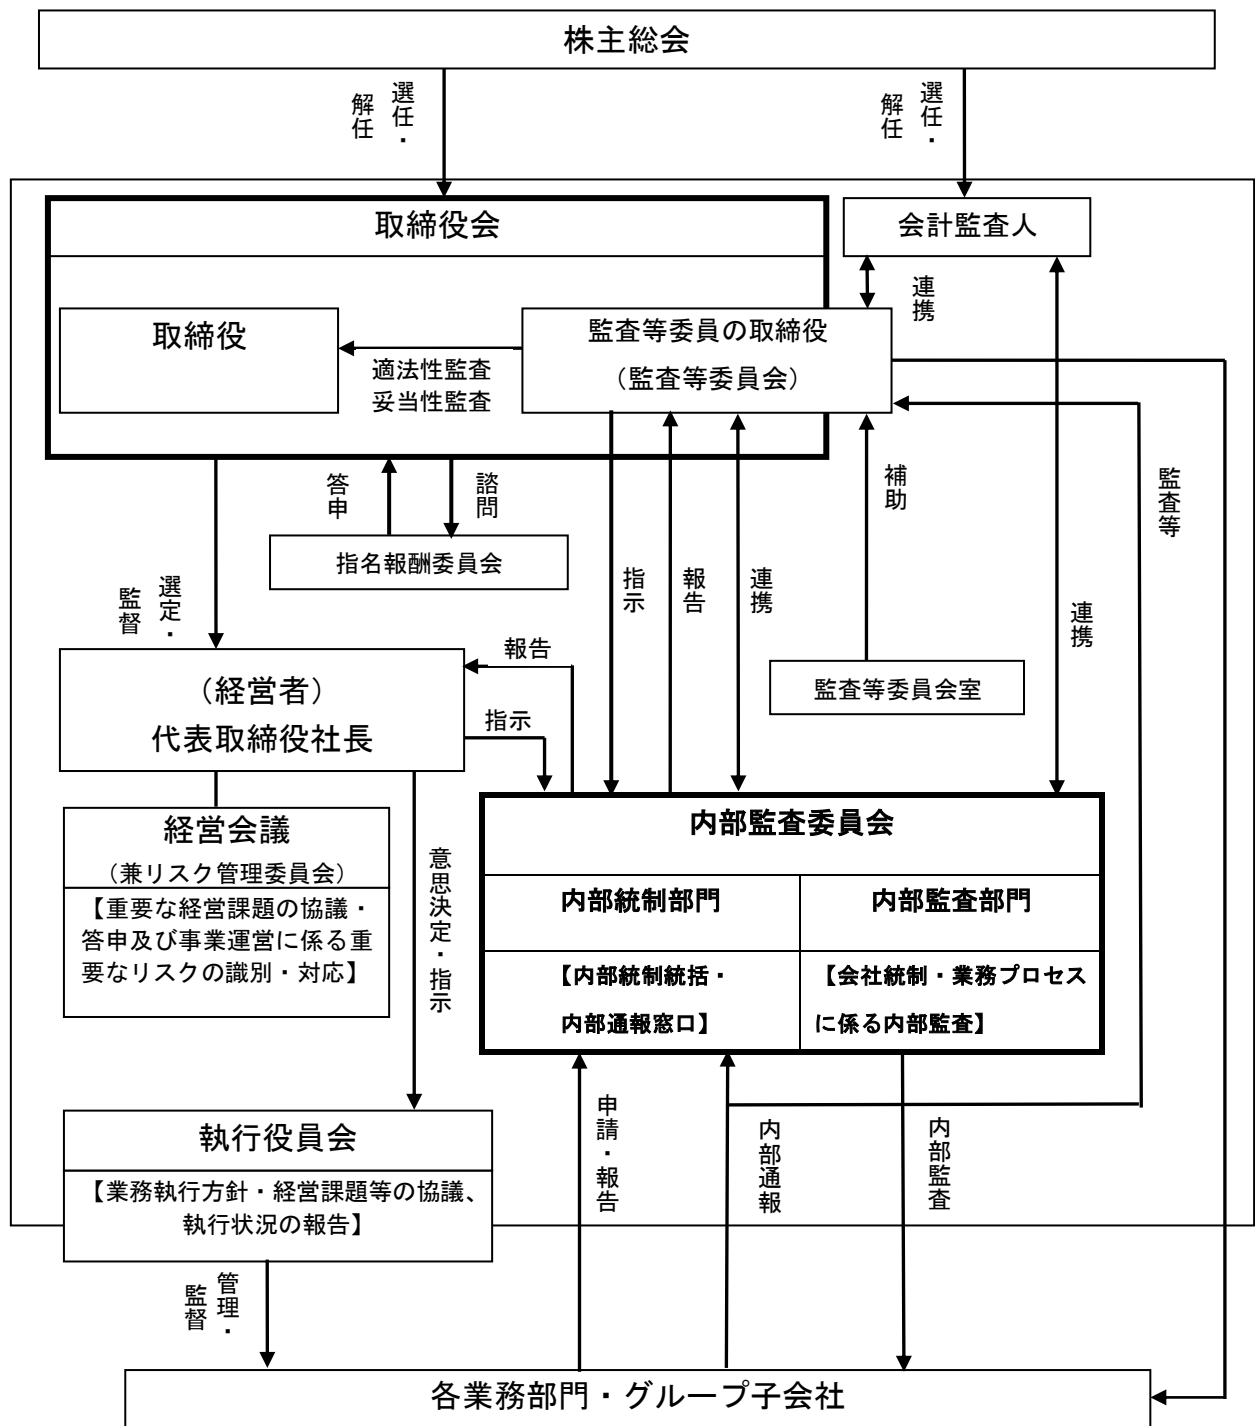 株主総会
選任・
解任
選任・
解任
取締役会
会計監査人
連携
取締役
監査等委員の取締役
（監査等委員会）
適法性監査
妥当性監査
答申
諮問
補助
監査等
指名報酬委員会
選定・
監督
指示
報告
連携
連携
報告
（経営者）
代表取締役社長
指示
監査等委員会室
経営会議
（兼リスク管理委員会）
【重要な経営課題の協議・
答申及び事業運営に係る重
要なリスクの識別・対応】
意思決定・指示
内部監査委員会
内部統制部門
内部監査部門
【内部統制統括・
内部通報窓口】
【会社統制・業務プロセス
に係る内部監査】
執行役員会
【業務執行方針・経営課題等の協議、
執行状況の報告】
申請・報告
内部通報
内部監査
管理・
監督
各業務部門・グループ子会社